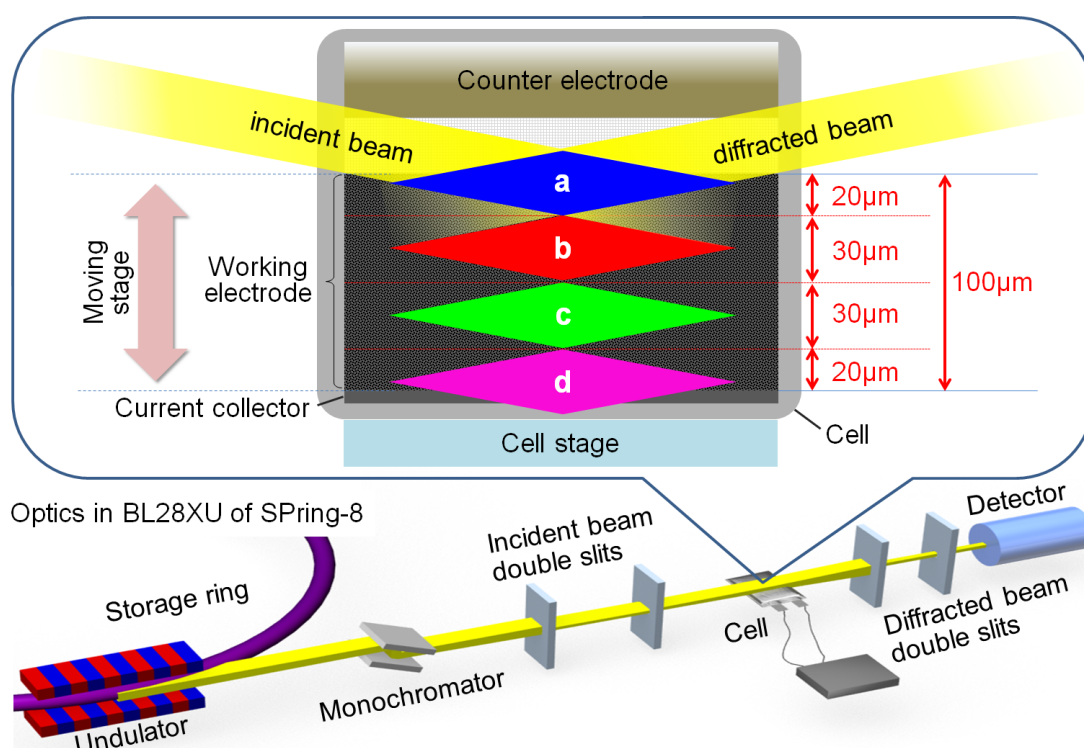 Counter electrode
incident beam
diffracted beam
a
20μm
b
30μm
Moving
stage
Working
electrode
100μm
c
30μm
d
20μm
Current collector
Cell
Cell stage
Optics in BL28XU of SPring-8
Incident beam
double slits
Detector
Storage ring
Cell
Diffracted beam
double slits
Monochromator
Undulator